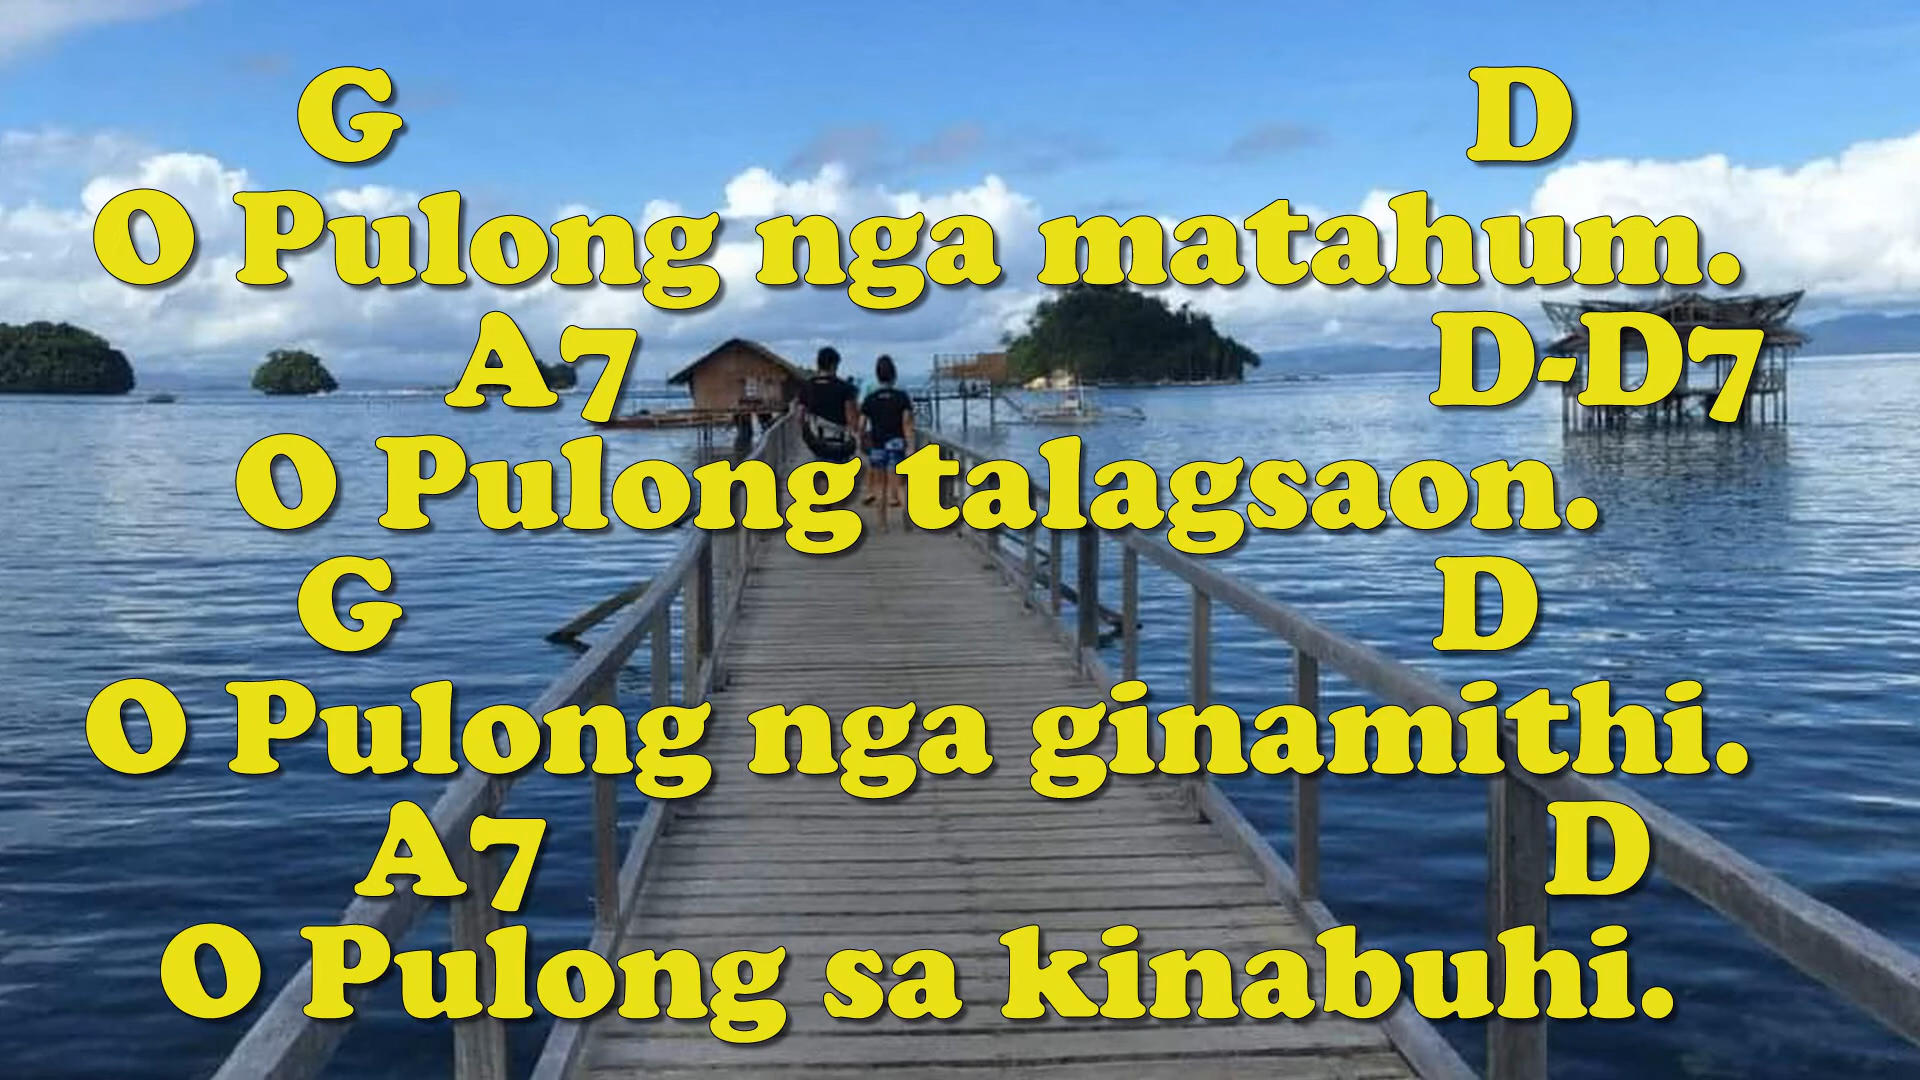 G D
O Pulong nga matahum.
A7 D-D7
O Pulong talagsaon.
G D
O Pulong nga ginamithi.
A7 D
O Pulong sa kinabuhi.